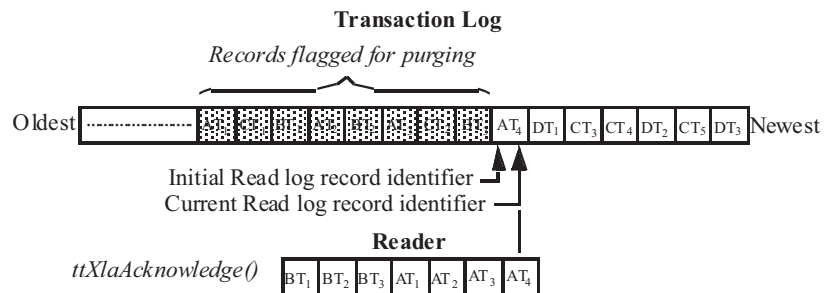 Transaction Log
Records flagged for purging
Oldest AT₄ DT₁ CT₃ CT₄ DT₂ CT₅ DT₃ Newest
Initial Read log record identifier
Current Read log record identifier
Reader
ttXlaAcknowledge() BT₁ BT₂ BT₃ AT₁ AT₂ AT₃ AT₄